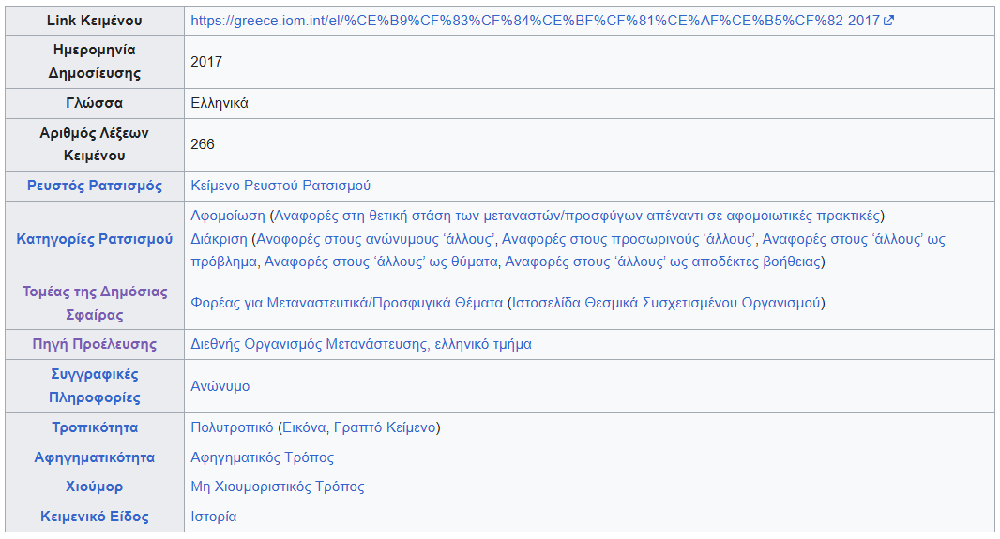 Link Κειμένου https://greece.iom.int/el/%CE%B9%CF%83%CF%84%CE%BF%CF%81%CE%AF%CE%B5%CF%82-2017
Ημερομηνία
Δημοσίευσης
2017
Γλώσσα Ελληνικά
Αριθμός Λέξεων
Κειμένου
266
Ρευστός Ρατσισμός Κείμενο Ρευστού Ρατσισμού
Κατηγορίες Ρατσισμού
Αφομοίωση (Αναφορές στη θετική στάση των μεταναστών/προσφύγων απέναντι σε αφομοιωτικές πρακτικές)
Διάκριση (Αναφορές στους ανώνυμους ‘άλλους’, Αναφορές στους προσωρινούς ‘άλλους’, Αναφορές στους ‘άλλους’ ως
πρόβλημα, Αναφορές στους ‘άλλους’ ως θύματα, Αναφορές στους ‘άλλους’ ως αποδέκτες βοήθειας)
Τομέας της Δημόσιας
Σφαίρας
Φορέας για Μεταναστευτικά/Προσφυγικά Θέματα (Ιστοσελίδα Θεσμικά Συσχετισμένου Οργανισμού)
Πηγή Προέλευσης Διεθνής Οργανισμός Μετανάστευσης, ελληνικό τμήμα
Συγγραφικές
Πληροφορίες
Ανώνυμο
Τροπικότητα Πολυτροπικό (Εικόνα, Γραπτό Κείμενο)
Αφηγηματικότητα Αφηγηματικός Τρόπος
Χιούμορ Μη Χιουμοριστικός Τρόπος
Κειμενικό Είδος Ιστορία